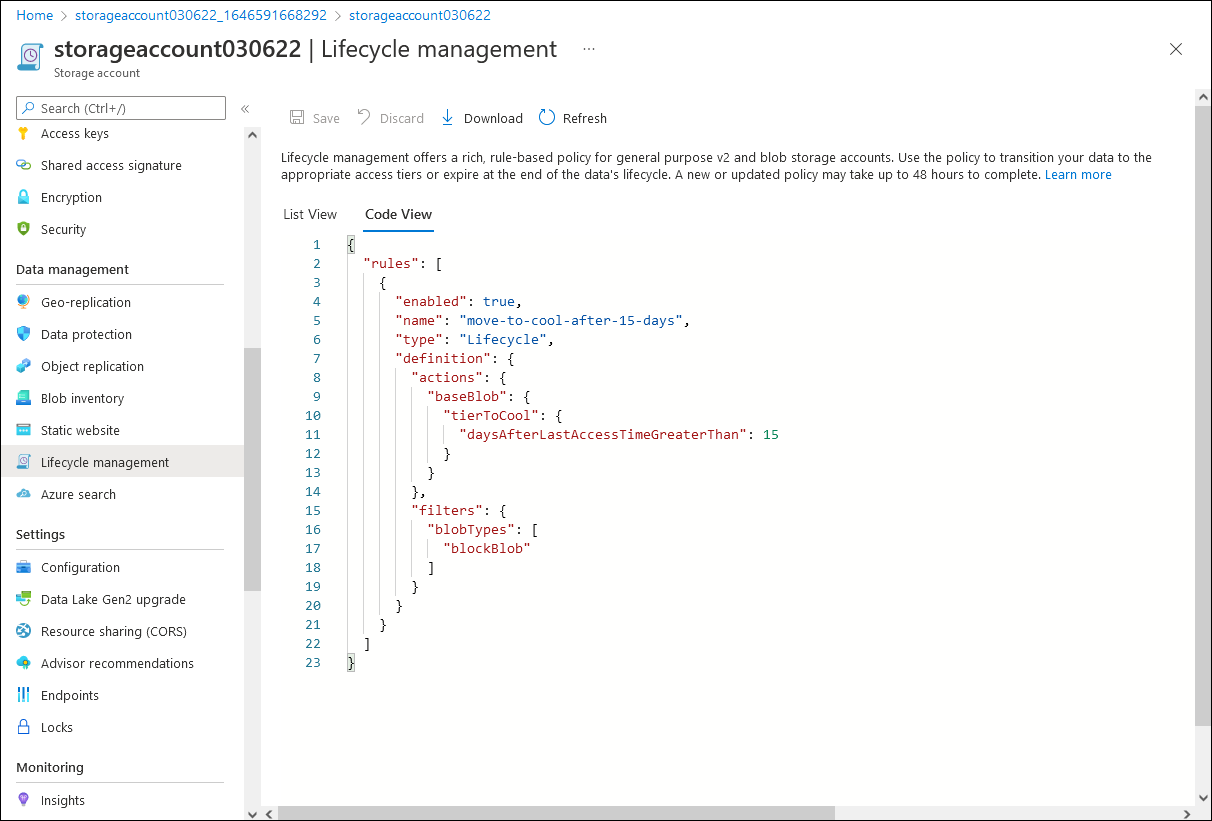 Home > storageaccount030622_1646591668292 > storageaccount030622
storageaccount030622 | Lifecycle management ...
Storage account
Search (Ctrl+/)
«
Access keys
Shared access signature
Encryption
Security
Data management
Geo-replication
Data protection
Object replication
Blob inventory
Static website
Lifecycle management
Azure search
Settings
Configuration
Data Lake Gen2 upgrade
Resource sharing (CORS)
Advisor recommendations
Endpoints
Locks
Monitoring
Insights
Save Discard Download Refresh
Lifecycle management offers a rich, rule-based policy for general purpose v2 and blob storage accounts. Use the policy to transition your data to the
appropriate access tiers or expire at the end of the data's lifecycle. A new or updated policy may take up to 48 hours to complete. Learn more
List View Code View
1 {
2 "rules": [
3 {
4 "enabled": true,
5 "name": "move-to-cool-after-15-days",
6 "type": "Lifecycle",
7 "definition": {
8 "actions": {
9 "baseBlob": {
10 "tierToCool": {
11 "daysAfterLastAccessTimeGreaterThan": 15
12 }
13 }
14 },
15 "filters": {
16 "blobTypes": [
17 "blockBlob"
18 ]
19 }
20 }
21 }
22 ]
23 }